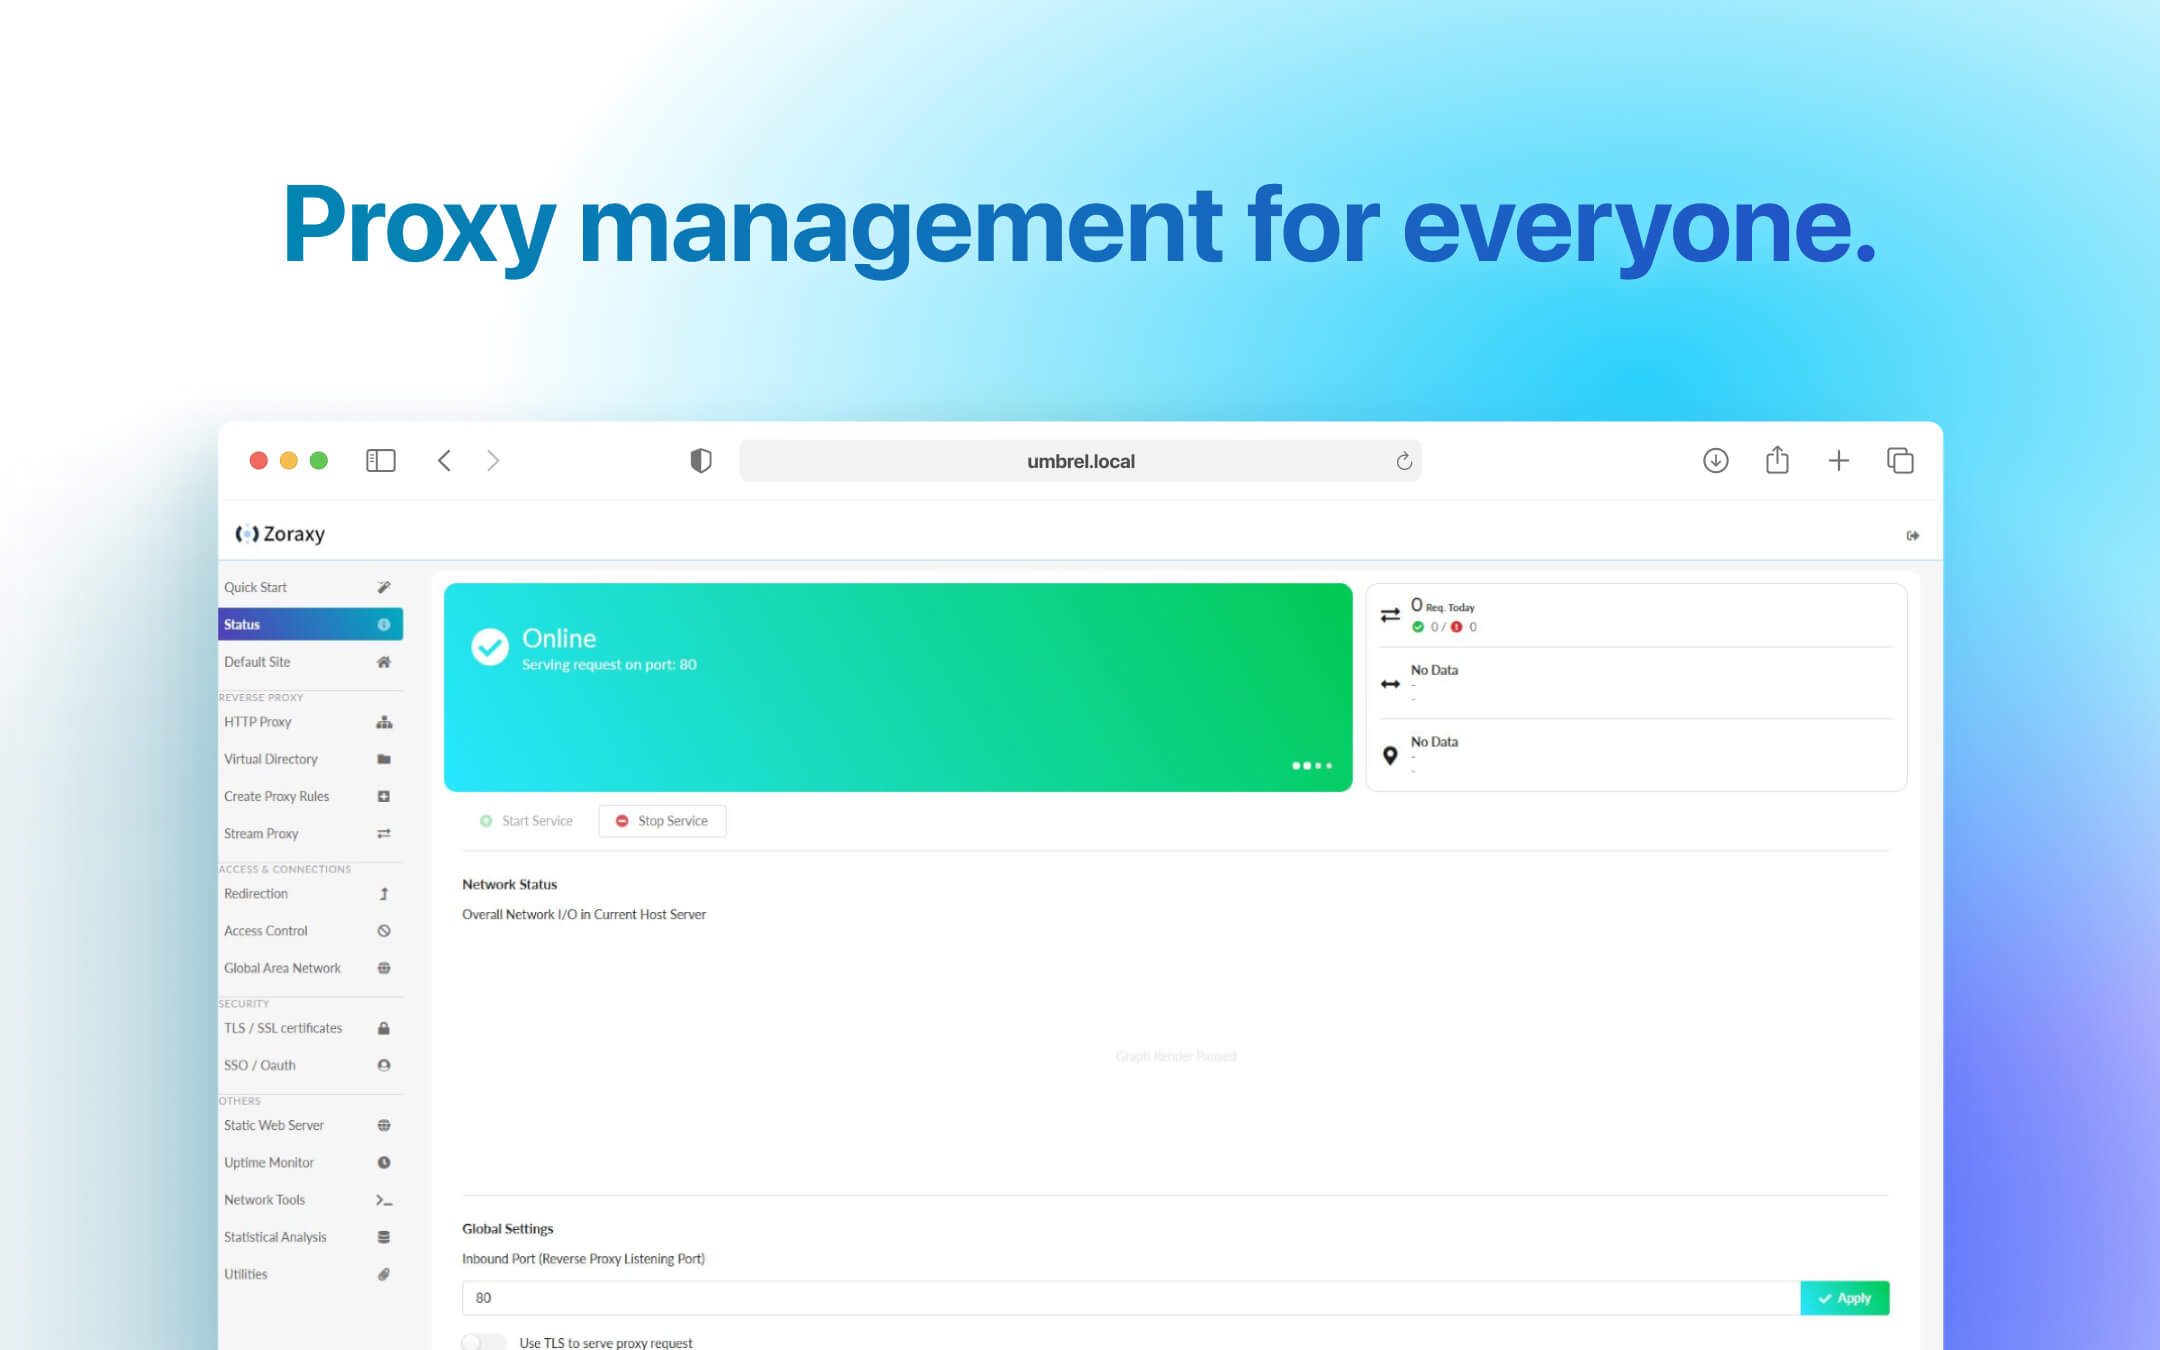 Proxy management for everyone.
umbrel.local
Zoraxy
Quick Start
Status
Default Site
REVERSE PROXY
HTTP Proxy
Virtual Directory
Create Proxy Rules
Stream Proxy
ACCESS & CONNECTIONS
Redirection
Access Control
Global Area Network
SECURITY
TLS / SSL certificates
SSO / Oauth
OTHERS
Static Web Server
Uptime Monitor
Network Tools
Statistical Analysis
Utilities
Online
Serving request on port: 80
0 Req. Today
0 / 0
No Data
-
-
No Data
-
-
Start Service
Stop Service
Network Status
Overall Network I/O in Current Host Server
Graph Render Paused
Global Settings
Inbound Port (Reverse Proxy Listening Port)
80
Apply
Use TLS to serve proxy request